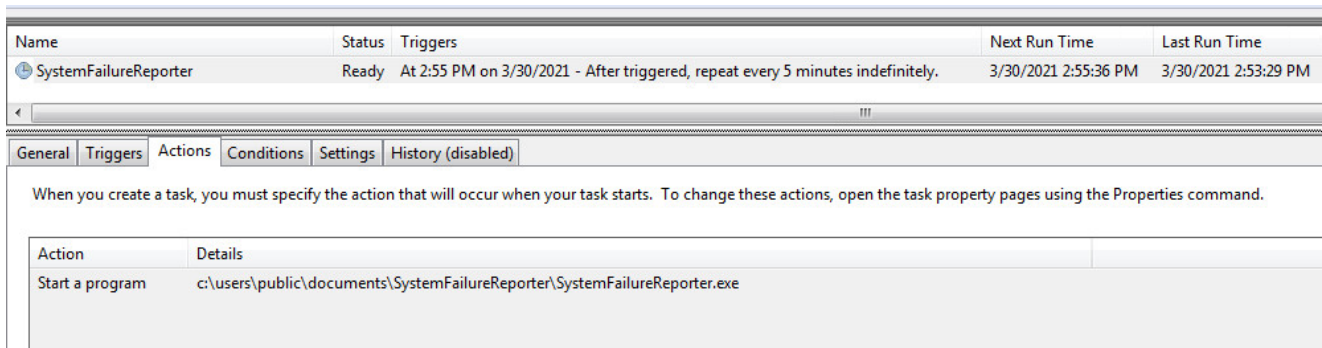 Name Status Triggers Next Run Time Last Run Time
SystemFailureReporter Ready At 2:55 PM on 3/30/2021 - After triggered, repeat every 5 minutes indefinitely. 3/30/2021 2:55:36 PM 3/30/2021 2:53:29 PM
General Triggers Actions Conditions Settings History (disabled)
When you create a task, you must specify the action that will occur when your task starts. To change these actions, open the task property pages using the Properties command.
Action Details
Start a program c:\users\public\documents\SystemFailureReporter\SystemFailureReporter.exe